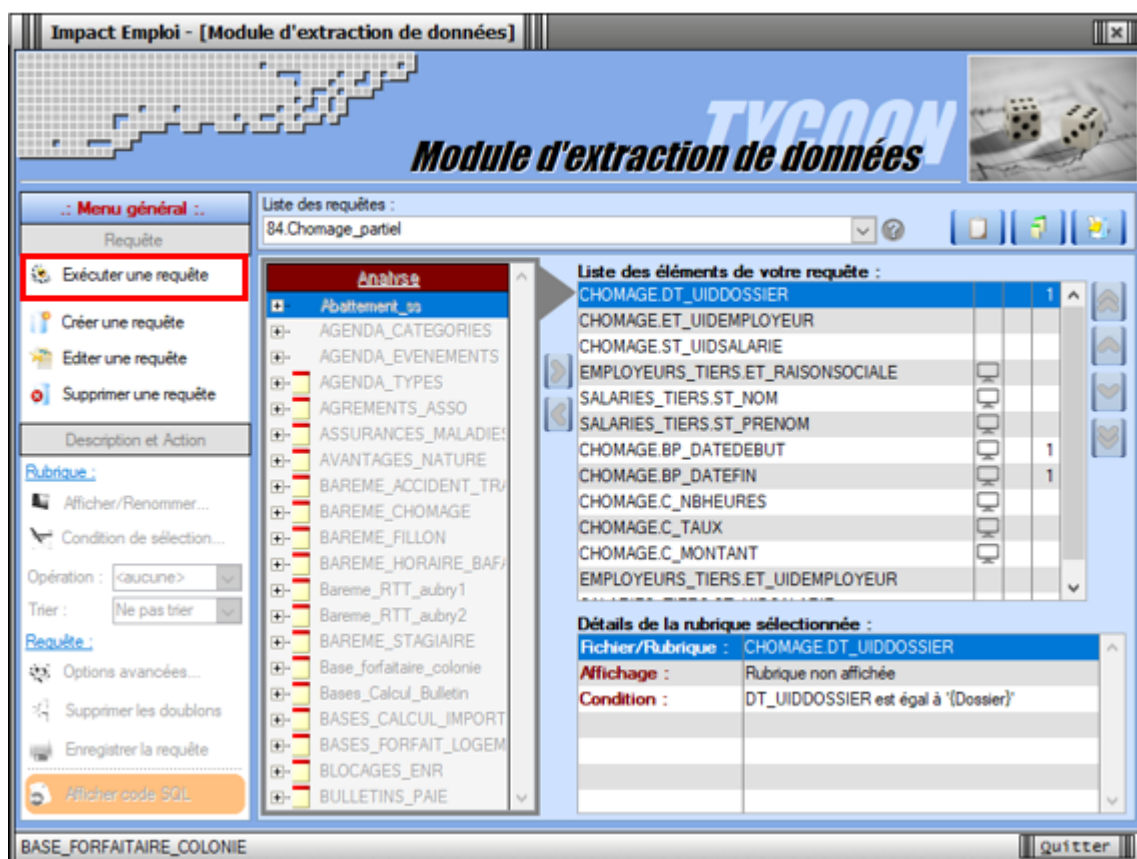 Impact Emploi - [Module d'extraction de données]
TYCOON
Module d'extraction de données
.: Menu général :.
Requête
Exécuter une requête
Créer une requête
Editer une requête
Supprimer une requête
Description et Action
Rubrique :
Afficher/Renommer...
Condition de sélection...
Opération : <aucune>
Trier : Ne pas trier
Requête :
Options avancées...
Supprimer les doublons
Enregistrer la requête
Afficher code SQL
Liste des requêtes :
84.Chomage_partiel
Analyse
Abattement_ss
AGENDA_CATEGORIES
AGENDA_EVENEMENTS
AGENDA_TYPES
AGREMENTS_ASSO
ASSURANCES_MALADIES
AVANTAGES_NATURE
BAREME_ACCIDENT_TRA
BAREME_CHOMAGE
BAREME_FILLON
BAREME_HORAIRE_BAFA
Bareme_RTT_aubry1
Bareme_RTT_aubry2
BAREME_STAGIAIRE
Base_forfaitaire_colonie
Bases_Calcul_Bulletin
BASES_CALCUL_IMPORT
BASES_FORFAIT_LOGEM
BLOCAGES_ENR
BULLETINS_PAIE
Liste des éléments de votre requête :
CHOMAGE.DT_UIDDOSSIER 1
CHOMAGE.ET_UIDEMPLOYEUR
CHOMAGE.ST_UIDSALARIE
EMPLOYEURS_TIERS.ET_RAISONSOCIALE
SALARIES_TIERS.ST_NOM
SALARIES_TIERS.ST_PRENOM
CHOMAGE.BP_DATEDEBUT 1
CHOMAGE.BP_DATEFIN 1
CHOMAGE.C_NBHEURES
CHOMAGE.C_TAUX
CHOMAGE.C_MONTANT
EMPLOYEURS_TIERS.ET_UIDEMPLOYEUR
Détails de la rubrique sélectionnée :
Fichier/Rubrique : CHOMAGE.DT_UIDDOSSIER
Affichage : Rubrique non affichée
Condition : DT_UIDDOSSIER est égal à '{Dossier}'
BASE_FORFAITAIRE_COLONIE
Quitter